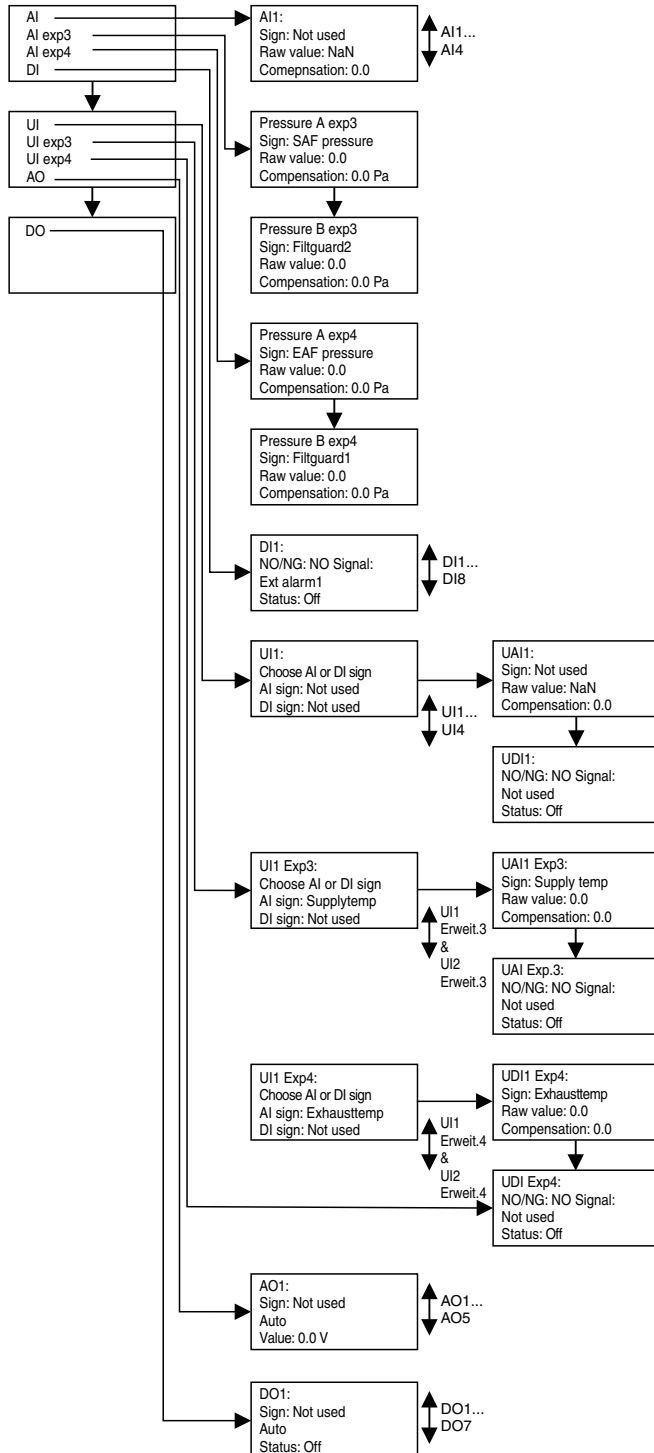 AI
AI exp3
AI exp4
DI
UI
UI exp3
UI exp4
AO
DO
AI1:
Sign: Not used
Raw value: NaN
Comepnsation: 0.0
AI1...
AI4
Pressure A exp3
Sign: SAF pressure
Raw value: 0.0
Compensation: 0.0 Pa
Pressure B exp3
Sign: Filtguard2
Raw value: 0.0
Compensation: 0.0 Pa
Pressure A exp4
Sign: EAF pressure
Raw value: 0.0
Compensation: 0.0 Pa
Pressure B exp4
Sign: Filtguard1
Raw value: 0.0
Compensation: 0.0 Pa
DI1:
NO/NG: NO Signal:
Ext alarm1
Status: Off
DI1...
DI8
UI1:
Choose AI or DI sign
AI sign: Not used
DI sign: Not used
UI1...
UI4
UAI1:
Sign: Not used
Raw value: NaN
Compensation: 0.0
UDI1:
NO/NG: NO Signal:
Not used
Status: Off
UI1 Exp3:
Choose AI or DI sign
AI sign: Supplytemp
DI sign: Not used
UI1
Erweit.3
&
UI2
Erweit.3
UAI1 Exp3:
Sign: Supply temp
Raw value: 0.0
Compensation: 0.0
UAI Exp.3:
NO/NG: NO Signal:
Not used
Status: Off
UI1 Exp4:
Choose AI or DI sign
AI sign: Exhausttemp
DI sign: Not used
UI1
Erweit.4
&
UI2
Erweit.4
UDI1 Exp4:
Sign: Exhausttemp
Raw value: 0.0
Compensation: 0.0
UDI Exp4:
NO/NG: NO Signal:
Not used
Status: Off
AO1:
Sign: Not used
Auto
Value: 0.0 V
AO1...
AO5
DO1:
Sign: Not used
Auto
Status: Off
DO1...
DO7